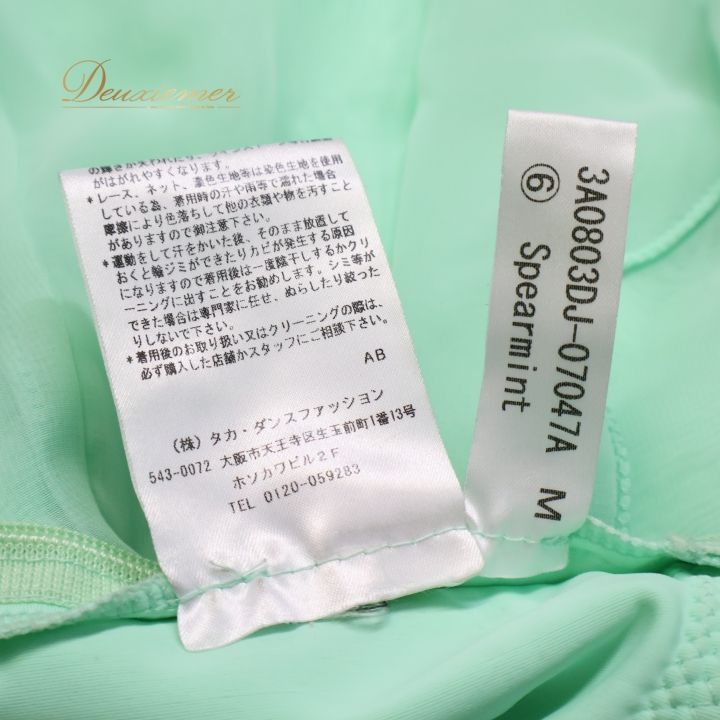 Deuxiemer
の輝きが失われたり、
がはがれやすくなります。
*レース、ネット、濃色生地等は染色生地を使用
している為、着用時の汗や雨等で濡れた場合
摩擦により色落ちして他の衣類や物を汚すこと
がありますので御注意下さい。
*運動をして汗をかいた後、そのまま放置して
おくと輪ジミができたりカビが発生する原因
になりますので着用後は一度陰干しするかクリ
ーニングに出すことをお勧めします。シミ等が
できた場合は専門家に任せ、ぬらしたり絞った
りしないで下さい。
*着用後のお取り扱い又はクリーニングの際は、
必ず購入した店舗かスタッフにご相談下さい。
AB
(株) タカ・ダンスファッション
543-0072 大阪市天王寺区生玉前町1番13号
ホソカワビル2F
TEL 0120-059283
3A0803DJ-07047A M
⑥ Spearmint